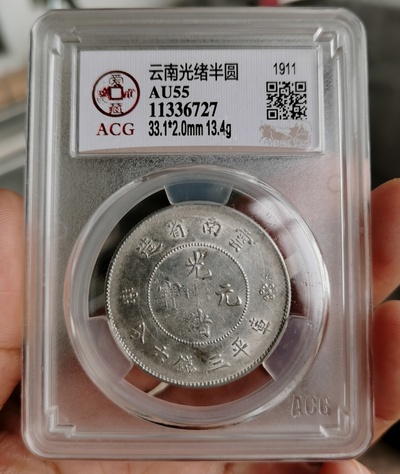 云南光绪半圆
1911
AU55
11336727
33.1*2.0mm 13.4g
ACG
雲南省造
光緒元寶
庫平三錢六分
ACG